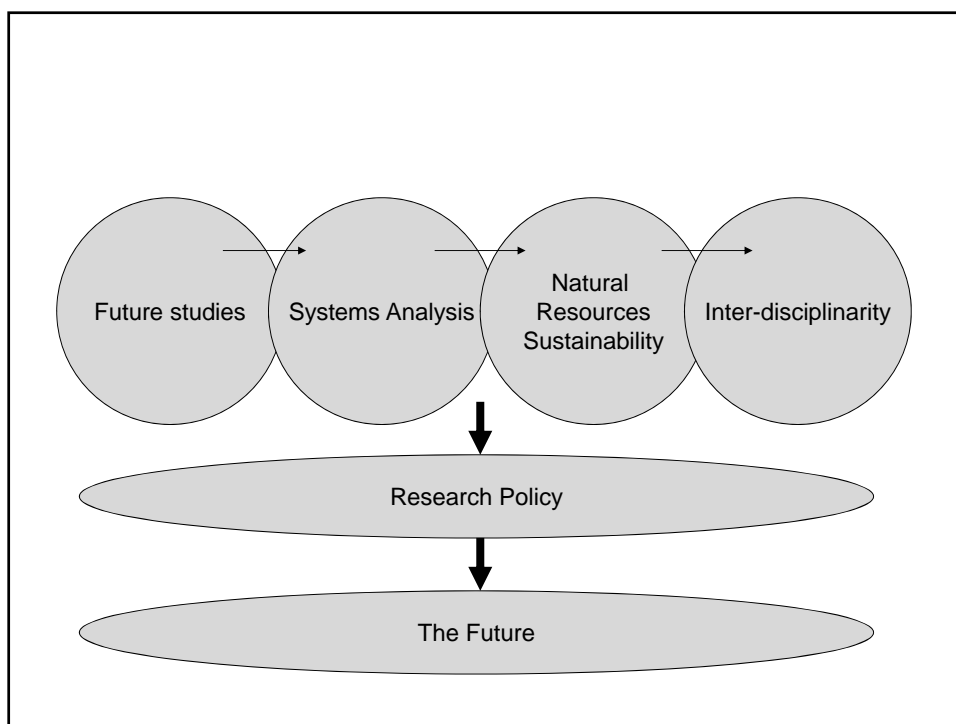 Future studies
Systems Analysis
Natural
Resources
Sustainability
Inter-disciplinarity
Research Policy
The Future